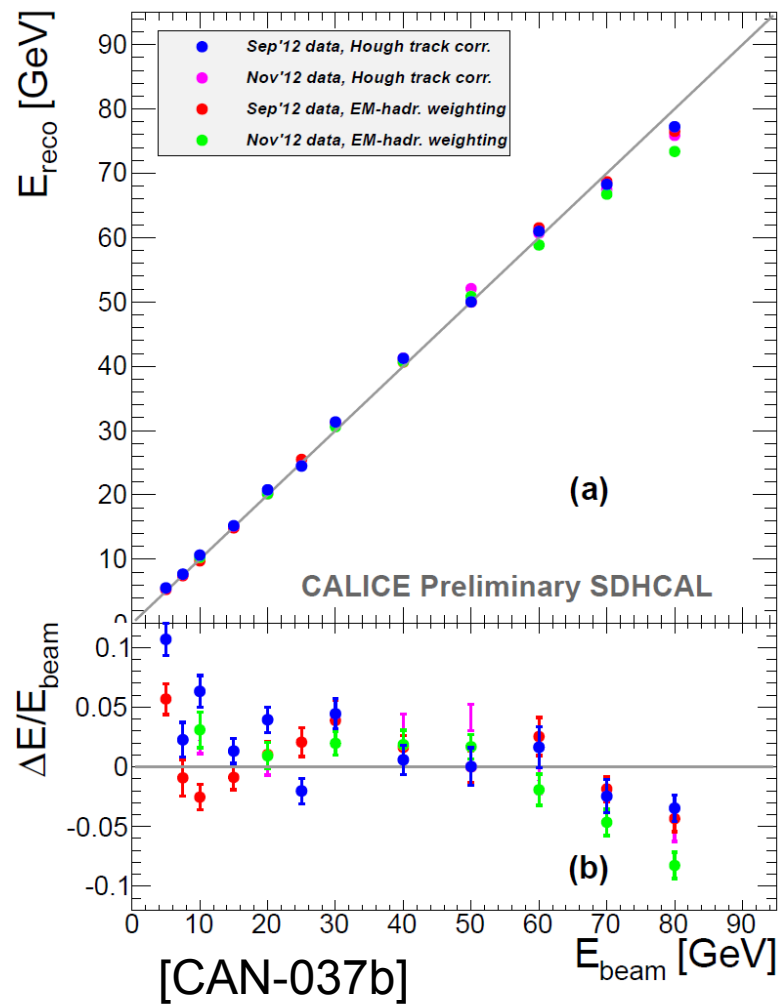 E_reco [GeV]
90
80
70
60
50
40
30
20
10
0
Sep'12 data, Hough track corr.
Nov'12 data, Hough track corr.
Sep'12 data, EM-hadr. weighting
Nov'12 data, EM-hadr. weighting
(a)
CALICE Preliminary SDHCAL
ΔE/E_beam
0.1
0.05
0
-0.05
-0.1
(b)
0 10 20 30 40 50 60 70 80 90
E_beam [GeV]
[CAN-037b]